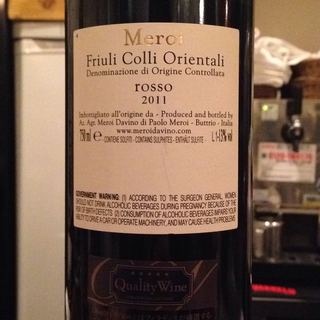 Meroi
Friuli Colli Orientali
Denominazione di Origine Controllata
rosso
2011
Imbottigliato all'origine da - Produced and bottled by
Az. Agr. Meroi Davino di Paolo Meroi - Buttrio - Italia
www.meroidavino.com
750 ml e CONTIENE SOLFITI - CONTAINS SULPHITES - ENTHÄLT SULFITE L 1-13% vol
GOVERNMENT WARNING: (1) ACCORDING TO THE SURGEON GENERAL, WOMEN
SHOULD NOT DRINK ALCOHOLIC BEVERAGES DURING PREGNANCY BECAUSE OF THE
RISK OF BIRTH DEFECTS. (2) CONSUMPTION OF ALCOHOLIC BEVERAGES IMPAIRS YOUR
ABILITY TO DRIVE A CAR OR OPERATE MACHINERY, AND MAY CAUSE HEALTH PROBLEMS
QualityWine